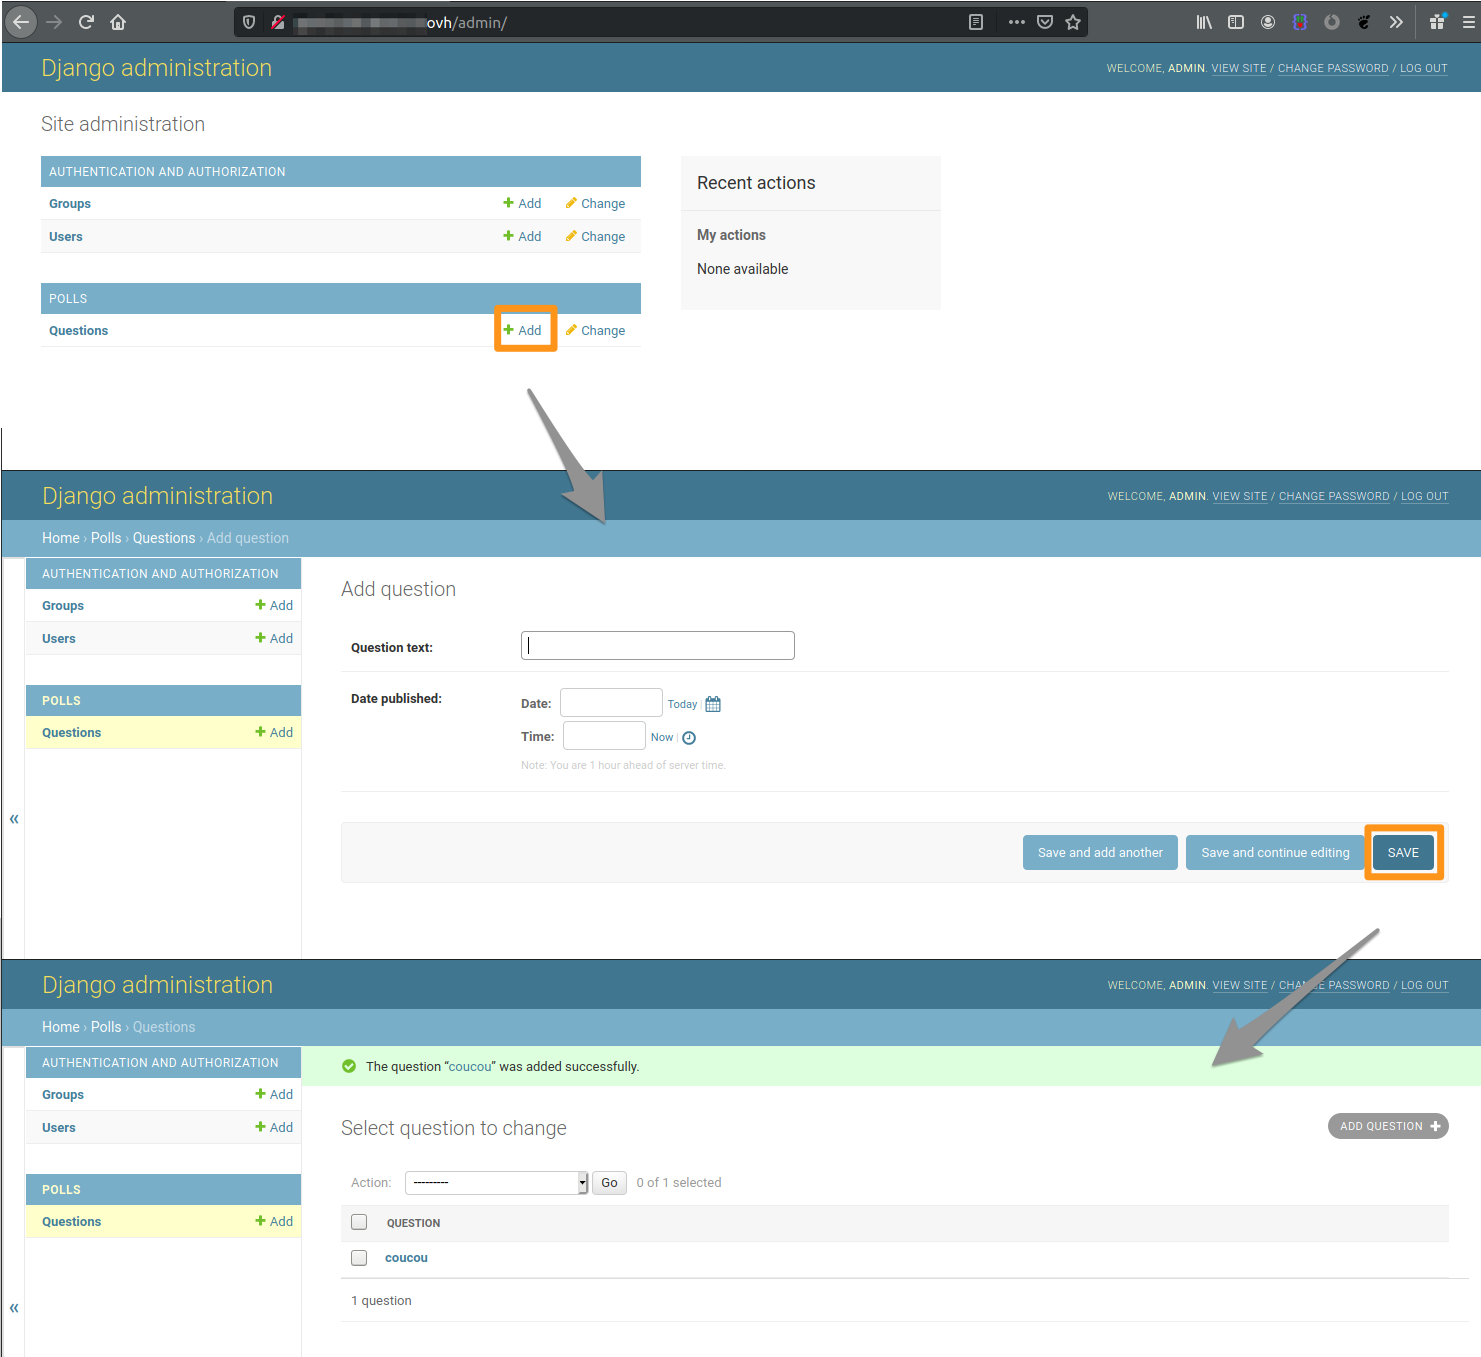 ovh/admin/
Django administration
WELCOME, ADMIN. VIEW SITE / CHANGE PASSWORD / LOG OUT
Site administration
AUTHENTICATION AND AUTHORIZATION
Groups Add Change
Users Add Change
POLLS
Questions Add Change
Recent actions
My actions
None available
Django administration
WELCOME, ADMIN. VIEW SITE / CHANGE PASSWORD / LOG OUT
Home › Polls › Questions › Add question
AUTHENTICATION AND AUTHORIZATION
Groups Add
Users Add
POLLS
Questions Add
«
Add question
Question text:
Date published:
Date: Today |
Time: Now |
Note: You are 1 hour ahead of server time.
Save and add another Save and continue editing SAVE
Django administration
WELCOME, ADMIN. VIEW SITE / CHANGE PASSWORD / LOG OUT
Home › Polls › Questions
AUTHENTICATION AND AUTHORIZATION
Groups Add
Users Add
POLLS
Questions Add
«
The question “coucou” was added successfully.
Select question to change
ADD QUESTION
Action: --------- Go 0 of 1 selected
QUESTION
coucou
1 question